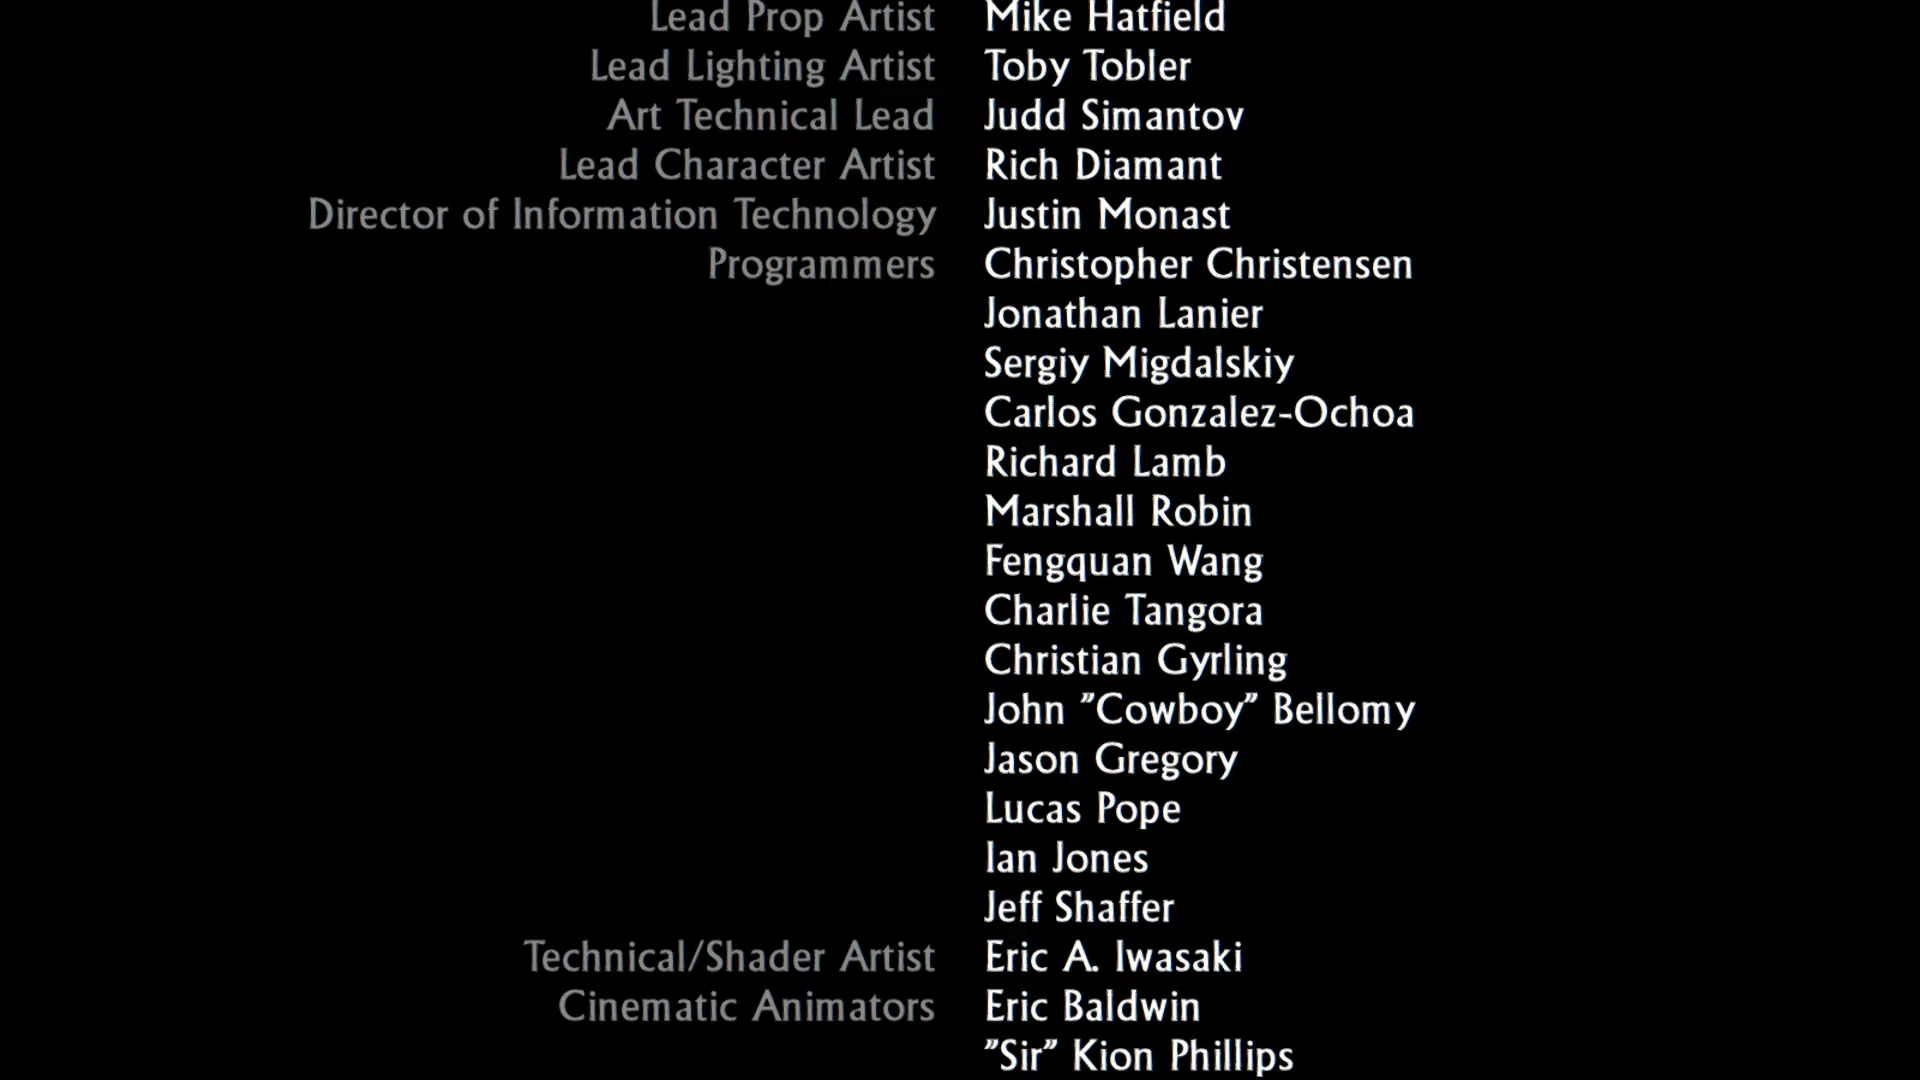 Lead Prop Artist Mike Hatfield
Lead Lighting Artist Toby Tobler
Art Technical Lead Judd Simantov
Lead Character Artist Rich Diamant
Director of Information Technology Justin Monast
Programmers Christopher Christensen
Jonathan Lanier
Sergiy Migdalskiy
Carlos Gonzalez-Ochoa
Richard Lamb
Marshall Robin
Fengquan Wang
Charlie Tangora
Christian Gyrling
John ”Cowboy” Bellomy
Jason Gregory
Lucas Pope
Ian Jones
Jeff Shaffer
Technical/Shader Artist Eric A. Iwasaki
Cinematic Animators Eric Baldwin
”Sir” Kion Phillips